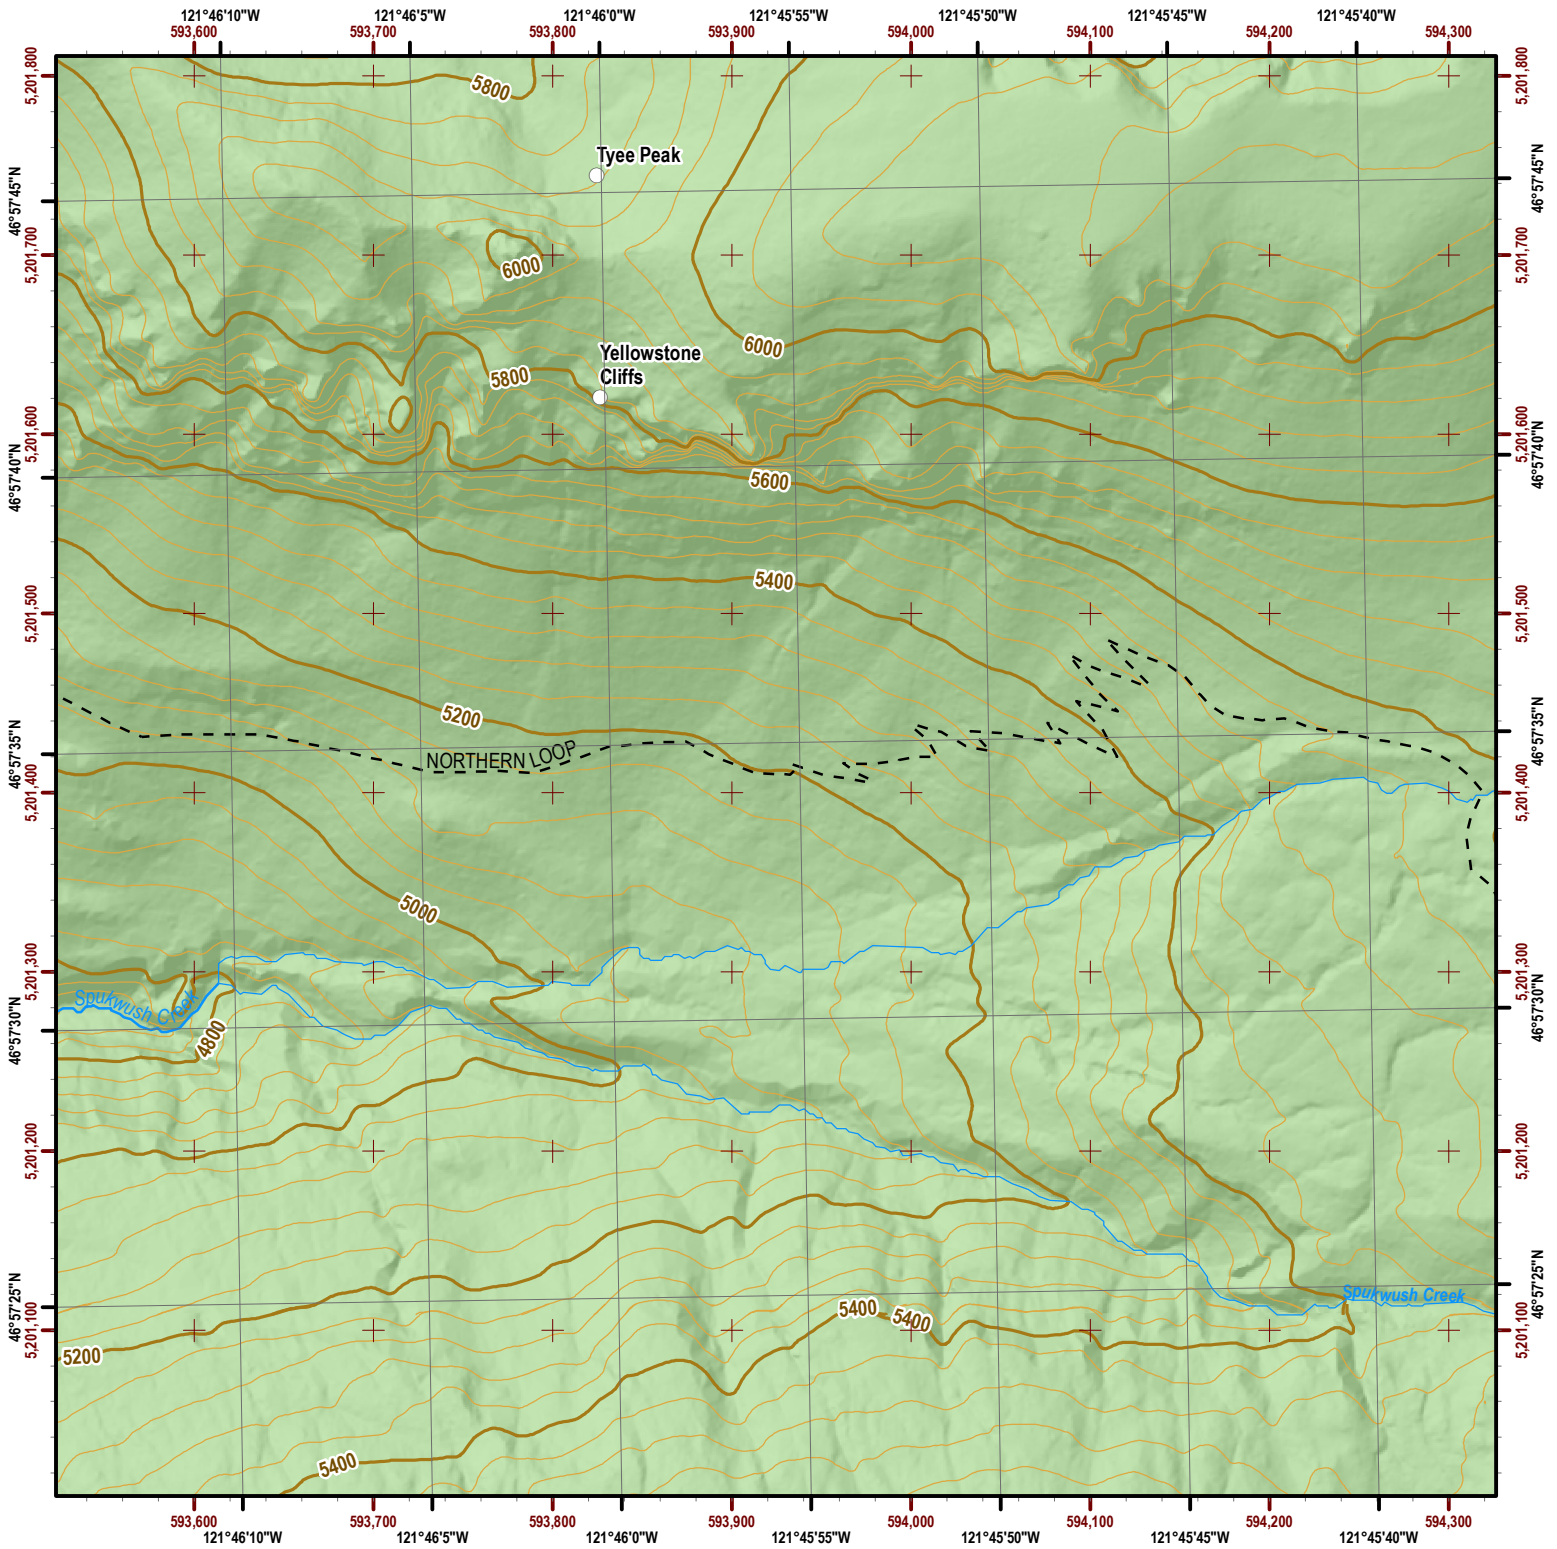 121°46'10"W 121°46'5"W 121°46'0"W 121°45'55"W 121°45'50"W 121°45'45"W 121°45'40"W
593,600 593,700 593,800 593,900 594,000 594,100 594,200 594,300
5,201,800 5,201,800
5800
Tyee Peak
46°57'45"N 46°57'45"N
5,201,700 5,201,700
6000
6000
Yellowstone
Cliffs
5800
5,201,600 5,201,600
46°57'40"N 46°57'40"N
5600
5400
5,201,500 5,201,500
5200
46°57'35"N 46°57'35"N
NORTHERN LOOP
5,201,400 5,201,400
5000
5,201,300 5,201,300
Spukwush Creek
46°57'30"N 46°57'30"N
4800
5,201,200 5,201,200
46°57'25"N 46°57'25"N
Spukwush Creek
5400 5400
5,201,100 5,201,100
5200
5400
593,600 593,700 593,800 593,900 594,000 594,100 594,200 594,300
121°46'10"W 121°46'5"W 121°46'0"W 121°45'55"W 121°45'50"W 121°45'45"W 121°45'40"W